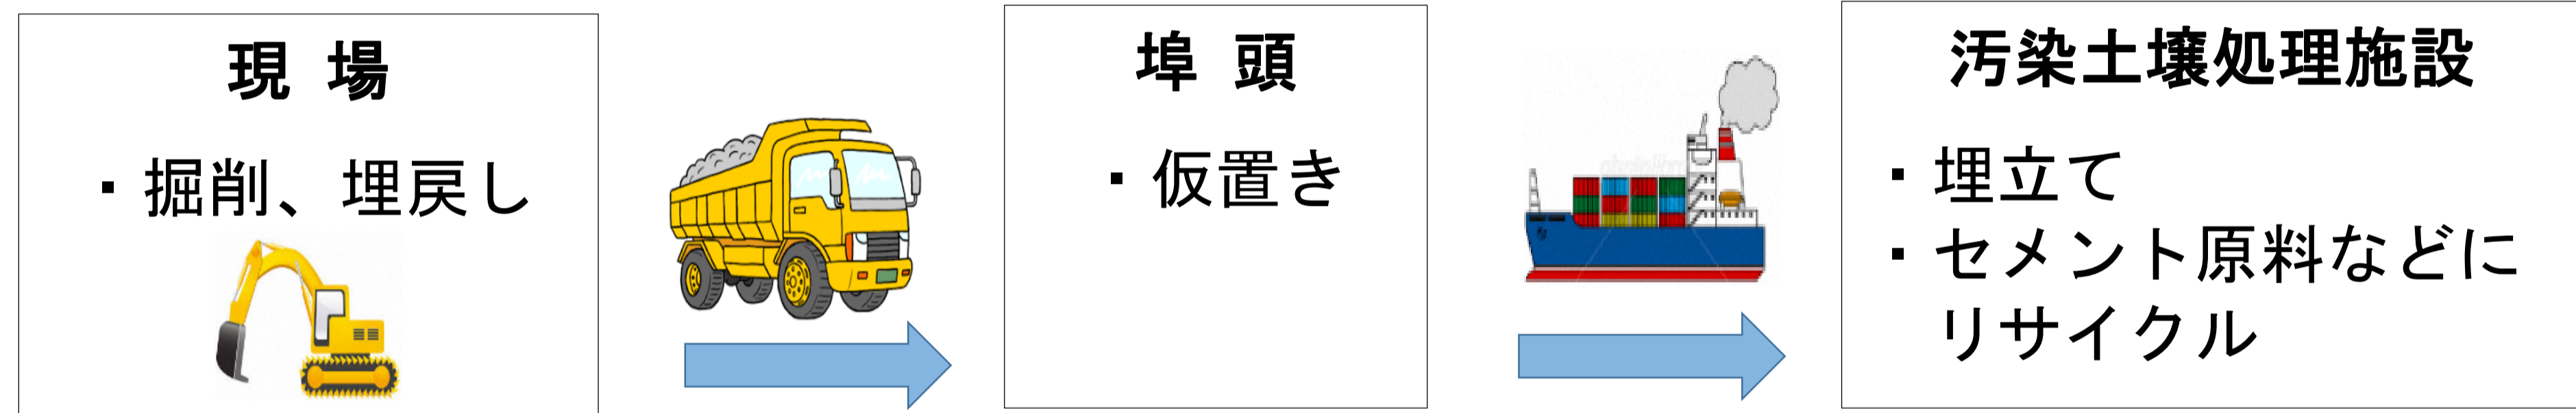 現 場
・掘削、埋戻し
埠 頭
・仮置き
汚染土壌処理施設
・埋立て
・セメント原料などに
リサイクル